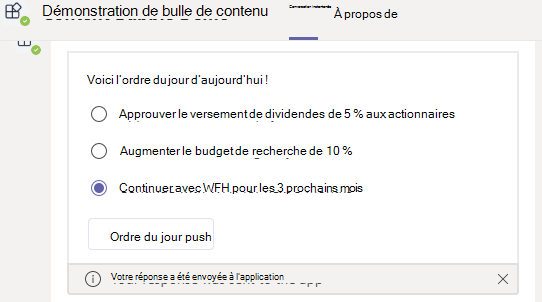 Démonstration de bulle de contenu
Conversation instantanée
À propos de
Voici l'ordre du jour d'aujourd'hui !
Approuver le versement de dividendes de 5 % aux actionnaires
Augmenter le budget de recherche de 10 %
Continuer avec WFH pour les 3 prochains mois
Ordre du jour push
Votre réponse a été envoyée à l'application